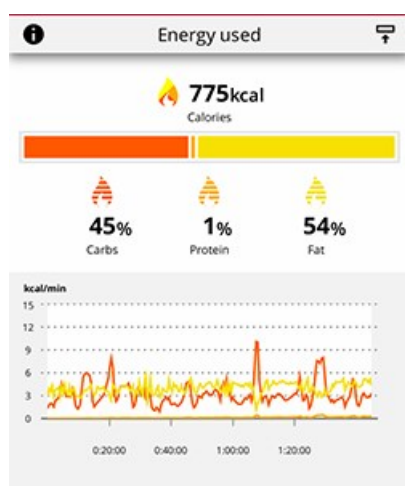 Energy used
775kcal
Calories
45% 1% 54%
Carbs Protein Fat
kcal/min
15
12
9
6
3
0
0:20:00 0:40:00 1:00:00 1:20:00